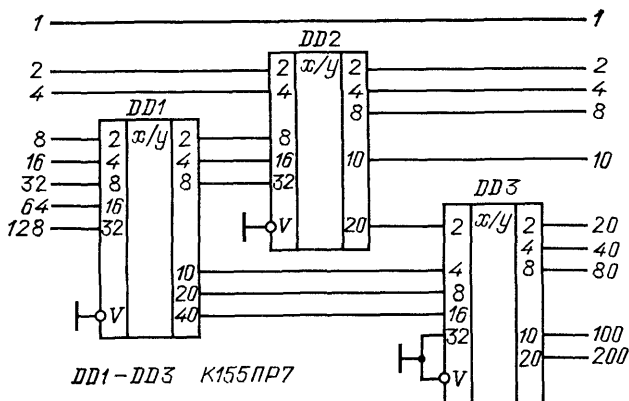 1 1
DD2
2 2 x/y 2 2
4 4 4 4
DD1 8 8
8 2 x/y 2 8
16 4 4 16 10 10
32 8 8 32
64 16 DD3
128 32 V 20 2 x/y 2 20
4 40
10 4 8 80
20 8
V 40 16
32 10 100
20 200
DD1-DD3 К155ПР7 V